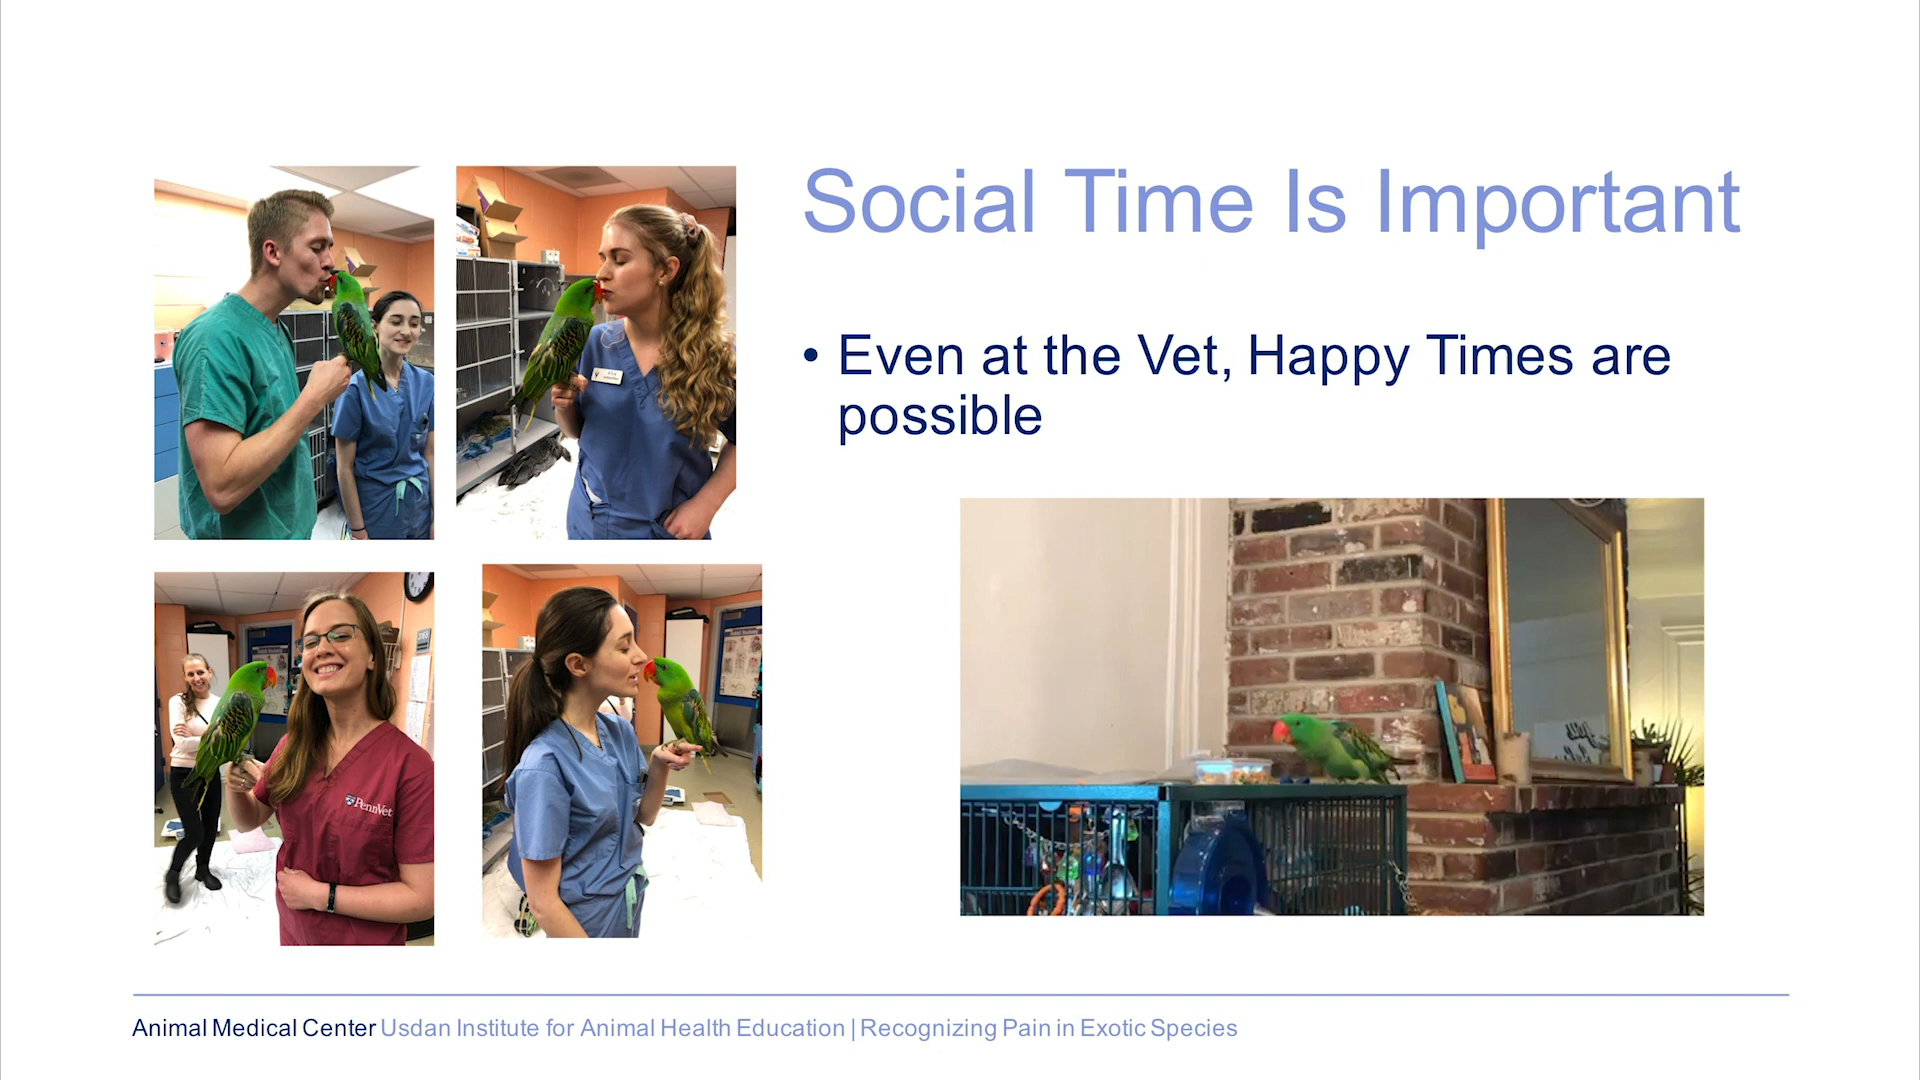 Social Time Is Important
• Even at the Vet, Happy Times are
possible
PennVet
Animal Medical Center Usdan Institute for Animal Health Education | Recognizing Pain in Exotic Species